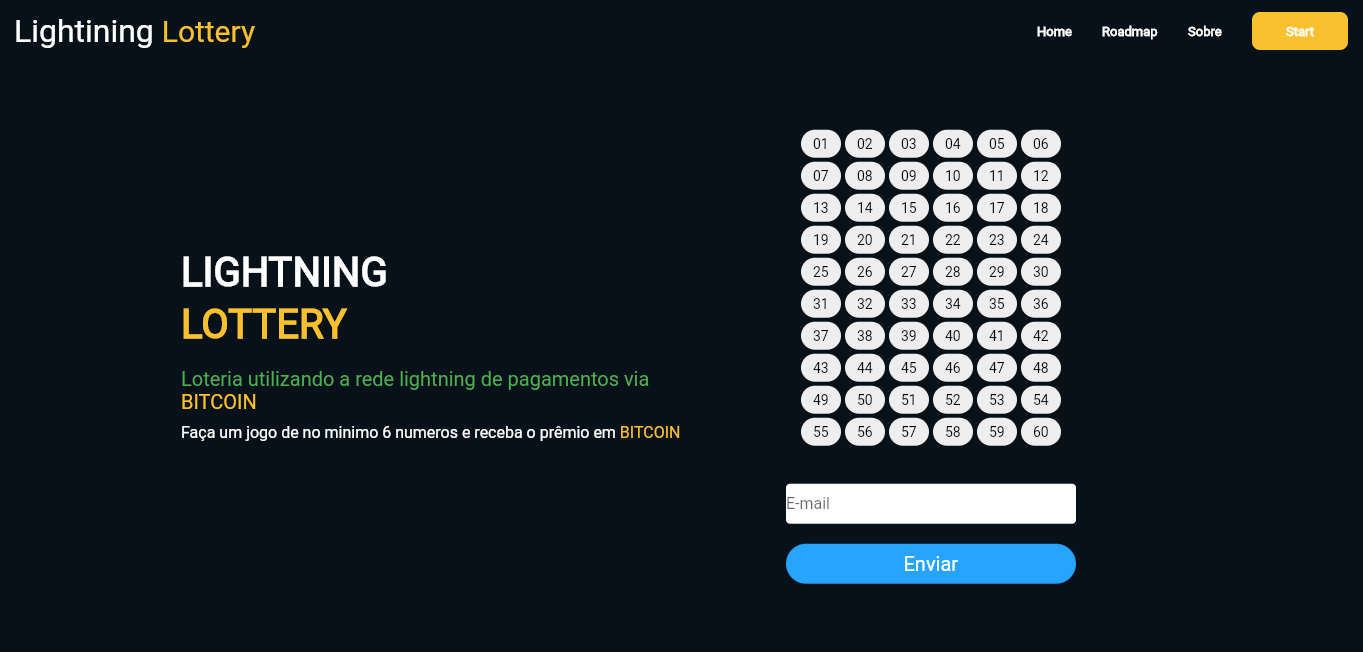 Lightining Lottery
Home Roadmap Sobre Start
LIGHTNING
LOTTERY
Loteria utilizando a rede lightning de pagamentos via
BITCOIN
Faça um jogo de no minimo 6 numeros e receba o prêmio em BITCOIN
01 02 03 04 05 06
07 08 09 10 11 12
13 14 15 16 17 18
19 20 21 22 23 24
25 26 27 28 29 30
31 32 33 34 35 36
37 38 39 40 41 42
43 44 45 46 47 48
49 50 51 52 53 54
55 56 57 58 59 60
E-mail
Enviar